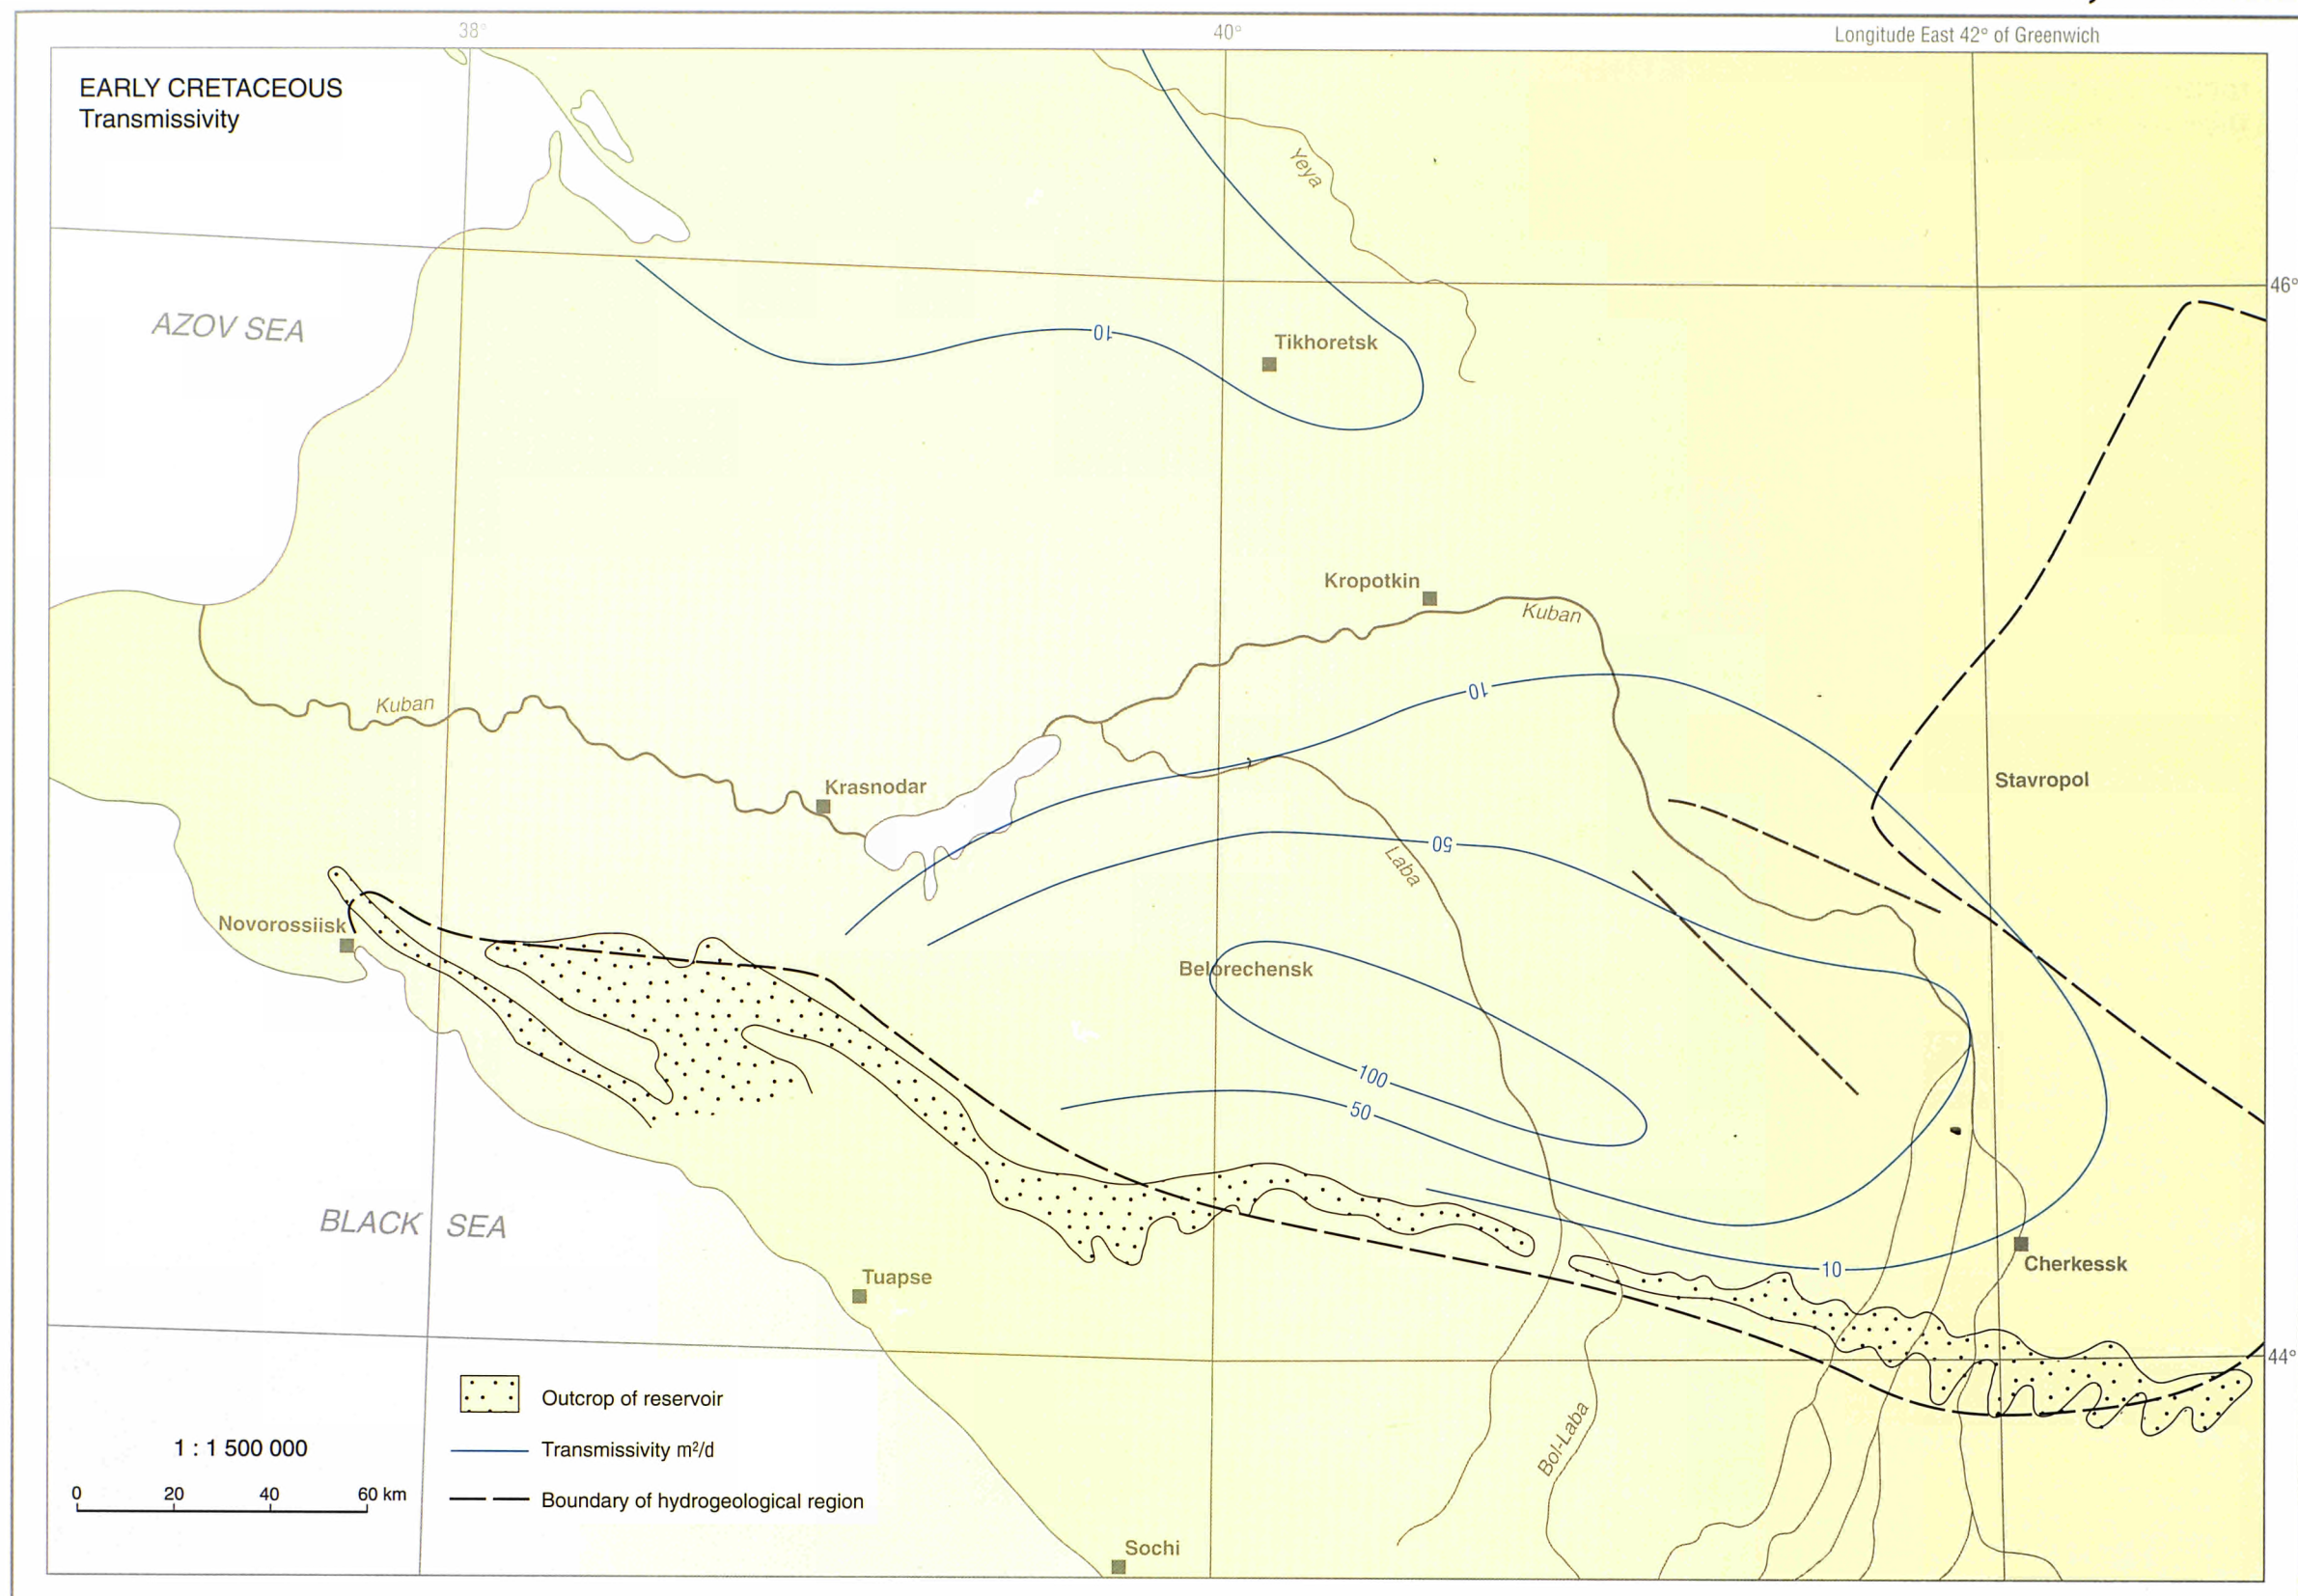 38°
40°
Longitude East 42° of Greenwich
EARLY CRETACEOUS
Transmissivity
Yeya
46°
AZOV SEA
10
Tikhoretsk
Kropotkin
Kuban
10
Kuban
Stavropol
Krasnodar
50
Laba
Novorossiisk
Belorechensk
100
50
BLACK SEA
10
Cherkessk
Tuapse
44°
Outcrop of reservoir
1 : 1 500 000
Transmissivity m²/d
0 20 40 60 km
Boundary of hydrogeological region
Bol-Laba
Sochi